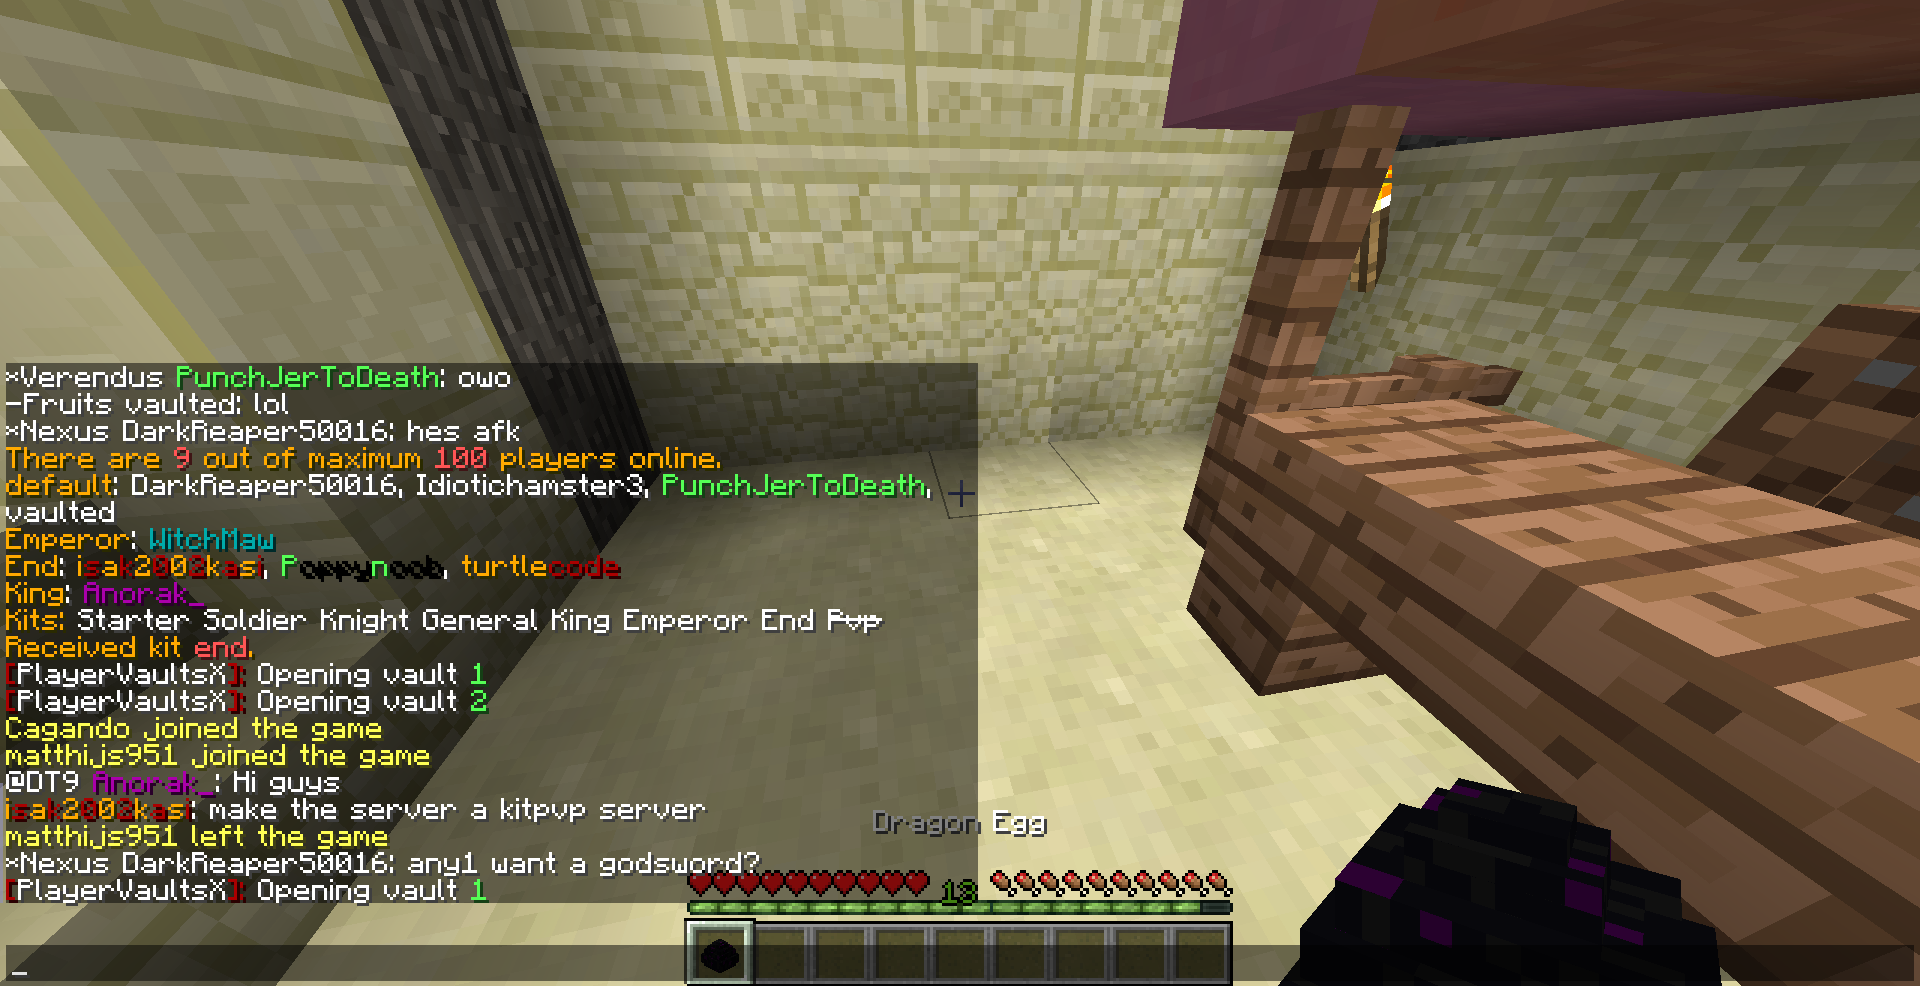 *Verendus PunchJerToDeath: owo
-Fruits vaulted: lol
*Nexus DarkReaper50016: hes afk
There are 9 out of maximum 100 players online.
default: DarkReaper50016, Idiotichamster3, PunchJerToDeath,
vaulted
Emperor: WitchMaw
End: isak2002kasi, Poppynoob, turtlecode
King: Anorak_
Kits: Starter Soldier Knight General King Emperor End Pvp
Received kit end.
[PlayerVaultsX]: Opening vault 1
[PlayerVaultsX]: Opening vault 2
Cagando joined the game
matthijs951 joined the game
@DT9 Anorak_: Hi guys
isak2002kasi: make the server a kitpvp server
matthijs951 left the game
*Nexus DarkReaper50016: any1 want a godsword?
[PlayerVaultsX]: Opening vault 1
Dragon Egg
13
_